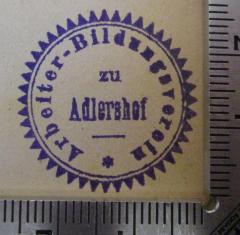 Arbeiter-Bildungsverein
zu
Adlershof
*